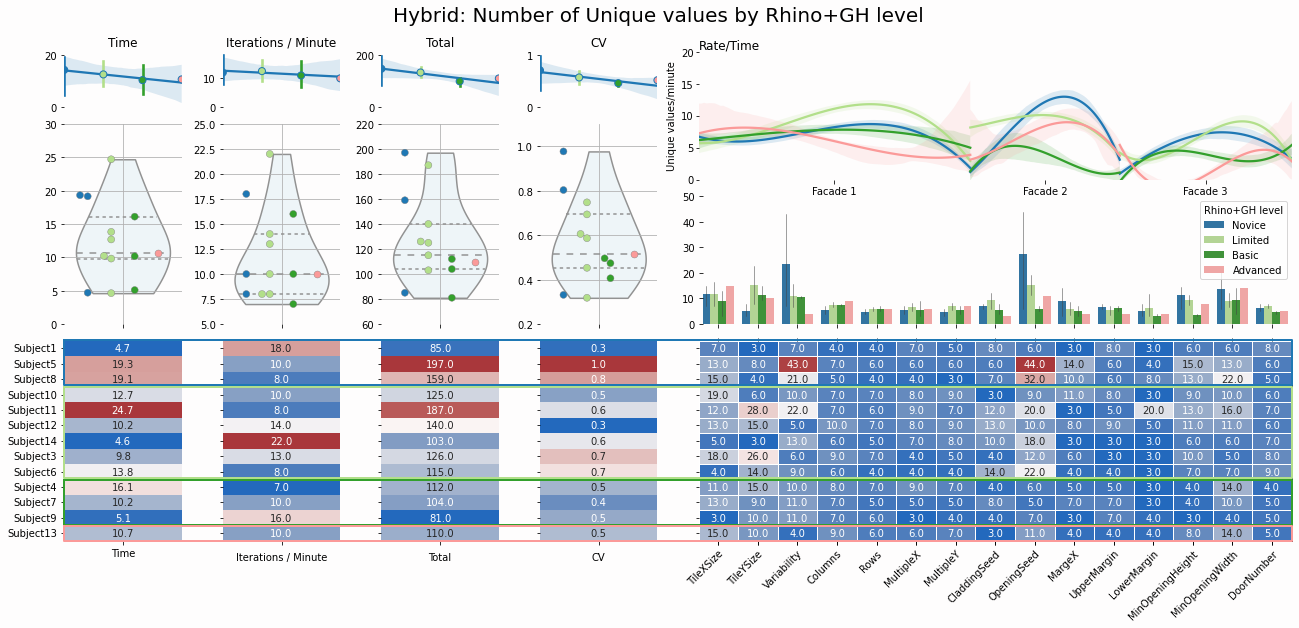 Hybrid: Number of Unique values by Rhino+GH level
Time
Iterations / Minute
Total
CV
Rate/Time
20
0
10
0
200
0
1
0
Unique values/minute
20
15
10
5
0
Facade 1
Facade 2
Facade 3
30
25
20
15
10
5
0
25.0
22.5
20.0
17.5
15.0
12.5
10.0
7.5
5.0
220
200
180
160
140
120
100
80
60
1.0
0.8
0.6
0.4
0.2
50
40
30
20
10
0
Rhino+GH level
Novice
Limited
Basic
Advanced
Subject1 4.7 18.0 85.0 0.3 7.0 3.0 7.0 4.0 4.0 7.0 5.0 8.0 6.0 3.0 8.0 3.0 6.0 6.0 8.0
Subject5 19.3 10.0 197.0 1.0 13.0 8.0 43.0 7.0 6.0 6.0 6.0 7.0 44.0 14.0 6.0 4.0 15.0 13.0 6.0
Subject8 19.1 8.0 159.0 0.8 15.0 4.0 21.0 5.0 4.0 4.0 3.0 7.0 32.0 10.0 6.0 8.0 13.0 22.0 5.0
Subject10 12.7 10.0 125.0 0.5 19.0 6.0 10.0 7.0 7.0 8.0 9.0 3.0 9.0 11.0 8.0 3.0 9.0 10.0 6.0
Subject11 24.7 8.0 187.0 0.6 12.0 28.0 22.0 7.0 6.0 9.0 7.0 12.0 20.0 3.0 5.0 20.0 13.0 16.0 7.0
Subject12 10.2 14.0 140.0 0.3 13.0 15.0 5.0 10.0 7.0 8.0 7.0 13.0 10.0 8.0 9.0 5.0 11.0 11.0 6.0
Subject14 4.6 22.0 103.0 0.6 5.0 3.0 13.0 6.0 5.0 7.0 8.0 10.0 18.0 3.0 3.0 3.0 6.0 6.0 7.0
Subject3 9.8 13.0 126.0 0.7 18.0 26.0 6.0 9.0 7.0 4.0 5.0 4.0 12.0 6.0 3.0 3.0 10.0 5.0 8.0
Subject6 13.8 8.0 115.0 0.7 4.0 14.0 9.0 6.0 4.0 4.0 4.0 14.0 22.0 4.0 4.0 3.0 7.0 7.0 9.0
Subject4 16.1 7.0 112.0 0.5 11.0 15.0 10.0 8.0 7.0 9.0 7.0 4.0 6.0 5.0 5.0 3.0 4.0 14.0 4.0
Subject7 10.2 10.0 104.0 0.4 13.0 9.0 11.0 7.0 5.0 5.0 5.0 8.0 5.0 7.0 7.0 3.0 4.0 10.0 5.0
Subject9 5.1 16.0 81.0 0.5 3.0 10.0 11.0 7.0 6.0 3.0 4.0 4.0 7.0 3.0 7.0 4.0 3.0 4.0 5.0
Subject13 10.7 10.0 110.0 0.5 15.0 10.0 4.0 9.0 6.0 6.0 7.0 3.0 11.0 4.0 4.0 4.0 8.0 14.0 5.0
Time
Iterations / Minute
Total
CV
TileXSize
TileYSize
Variability
Columns
Rows
MultipleX
MultipleY
CladdingSeed
OpeningSeed
MargeX
UpperMargin
LowerMargin
MinOpeningHeight
MinOpeningWidth
DoorNumber